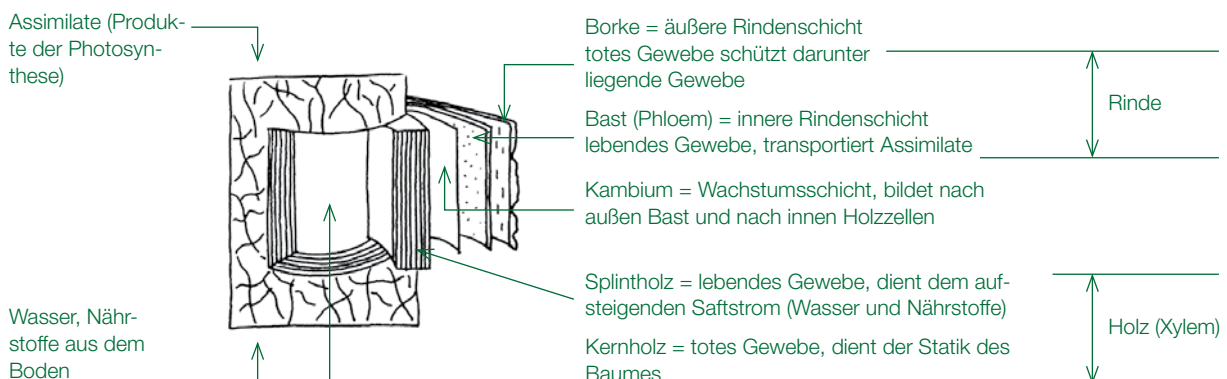 Assimilate (Produk-
te der Photosyn-
these)
Borke = äußere Rindenschicht
totes Gewebe schützt darunter
liegende Gewebe
Rinde
Bast (Phloem) = innere Rindenschicht
lebendes Gewebe, transportiert Assimilate
Kambium = Wachstumsschicht, bildet nach
außen Bast und nach innen Holzzellen
Splintholz = lebendes Gewebe, dient dem auf-
steigenden Saftstrom (Wasser und Nährstoffe)
Holz (Xylem)
Wasser, Nähr-
stoffe aus dem
Boden
Kernholz = totes Gewebe, dient der Statik des
Baumes